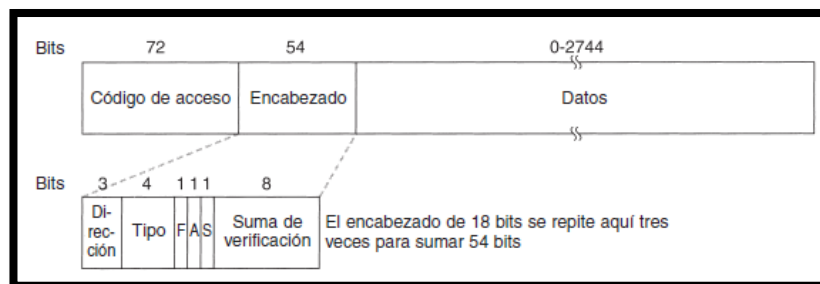 Bits 72 54 0-2744
Código de acceso Encabezado Datos
Bits 3 4 1 1 1 8
Di-
rec-
ción
Tipo F A S
Suma de
verificación
El encabezado de 18 bits se repite aquí tres
veces para sumar 54 bits